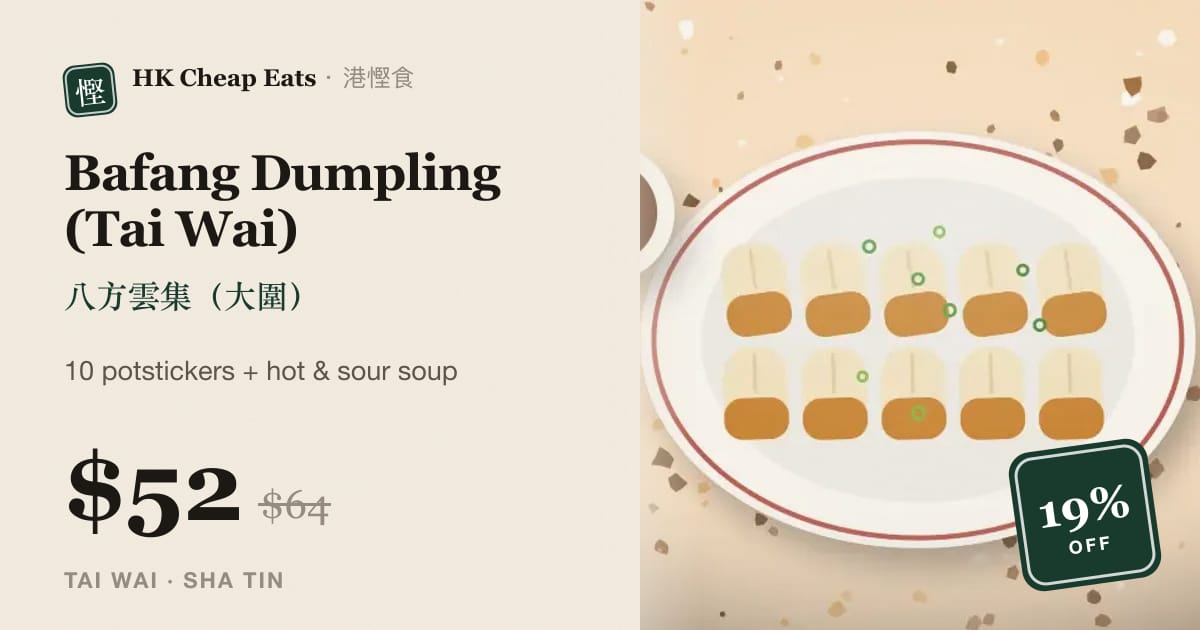 慳
HK Cheap Eats · 港慳食
Bafang Dumpling
(Tai Wai)
八方雲集（大圍）
10 potstickers + hot & sour soup
$52 $64
TAI WAI · SHA TIN
19%
OFF